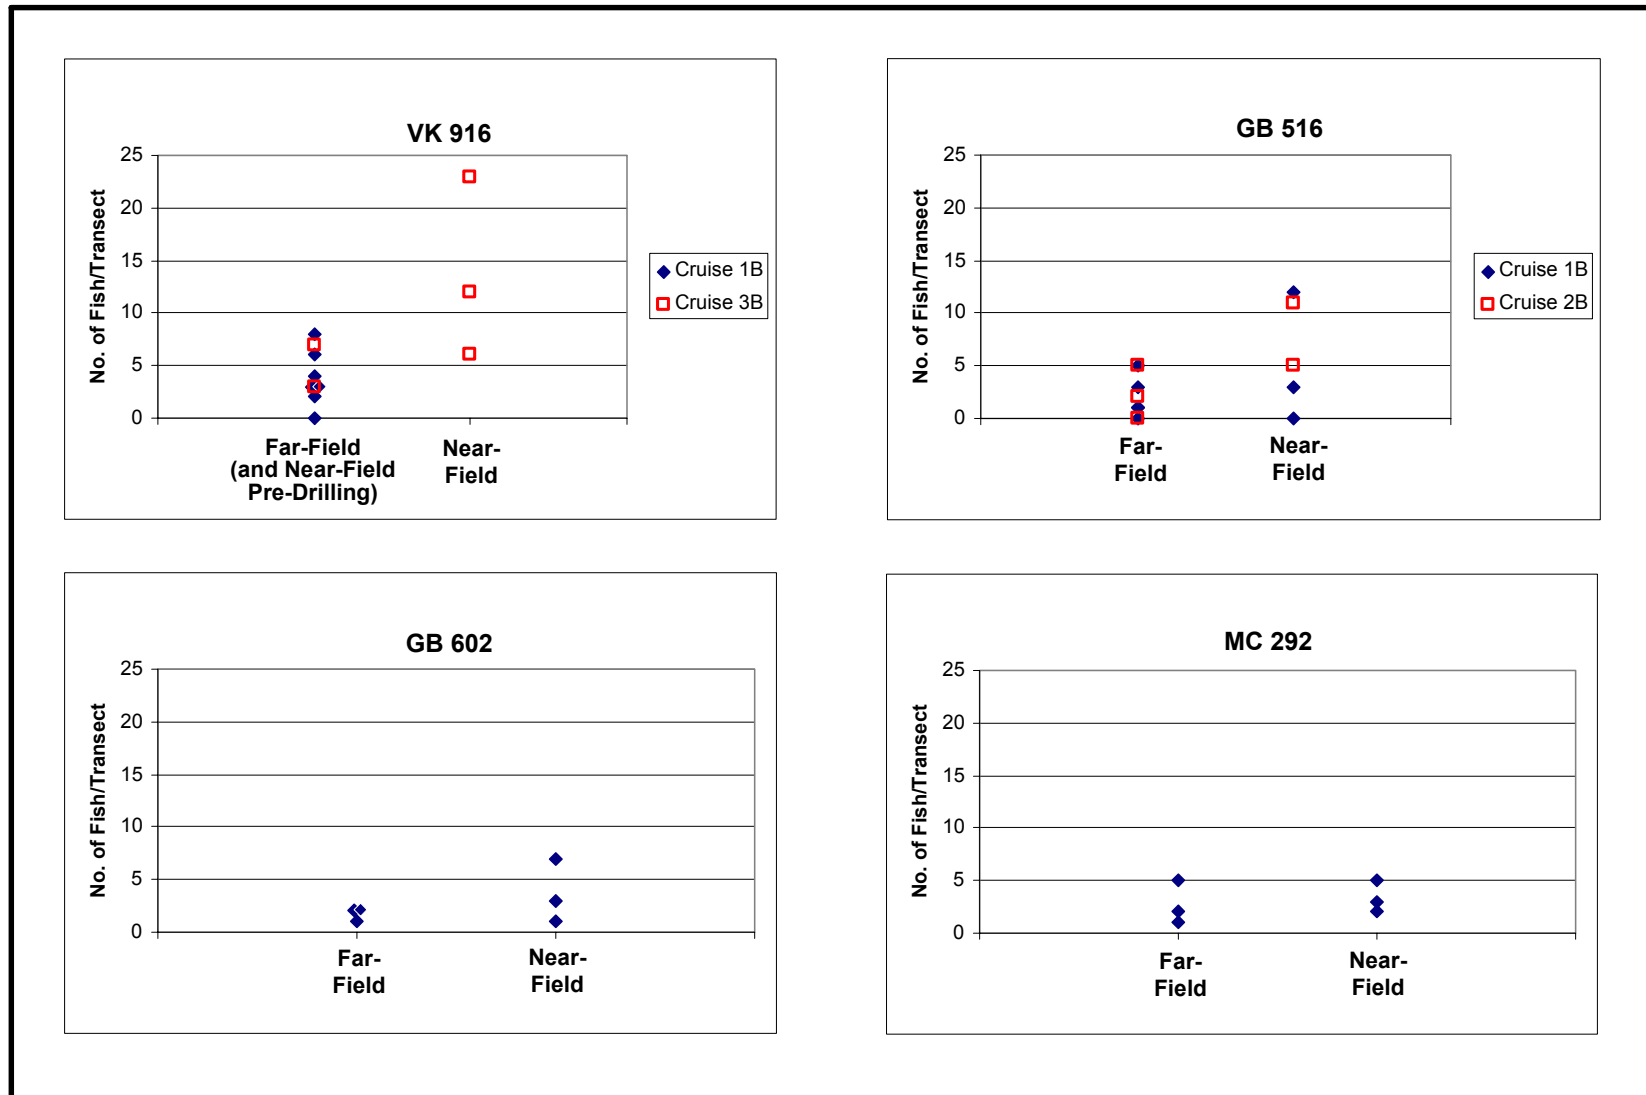 VK 916
No. of Fish/Transect
25
20
15
10
5
0
Far-Field
(and Near-Field
Pre-Drilling)
Near-
Field
Cruise 1B
Cruise 3B
GB 516
No. of Fish/Transect
25
20
15
10
5
0
Far-
Field
Near-
Field
Cruise 1B
Cruise 2B
GB 602
No. of Fish/Transect
25
20
15
10
5
0
Far-
Field
Near-
Field
MC 292
No. of Fish/Transect
25
20
15
10
5
0
Far-
Field
Near-
Field